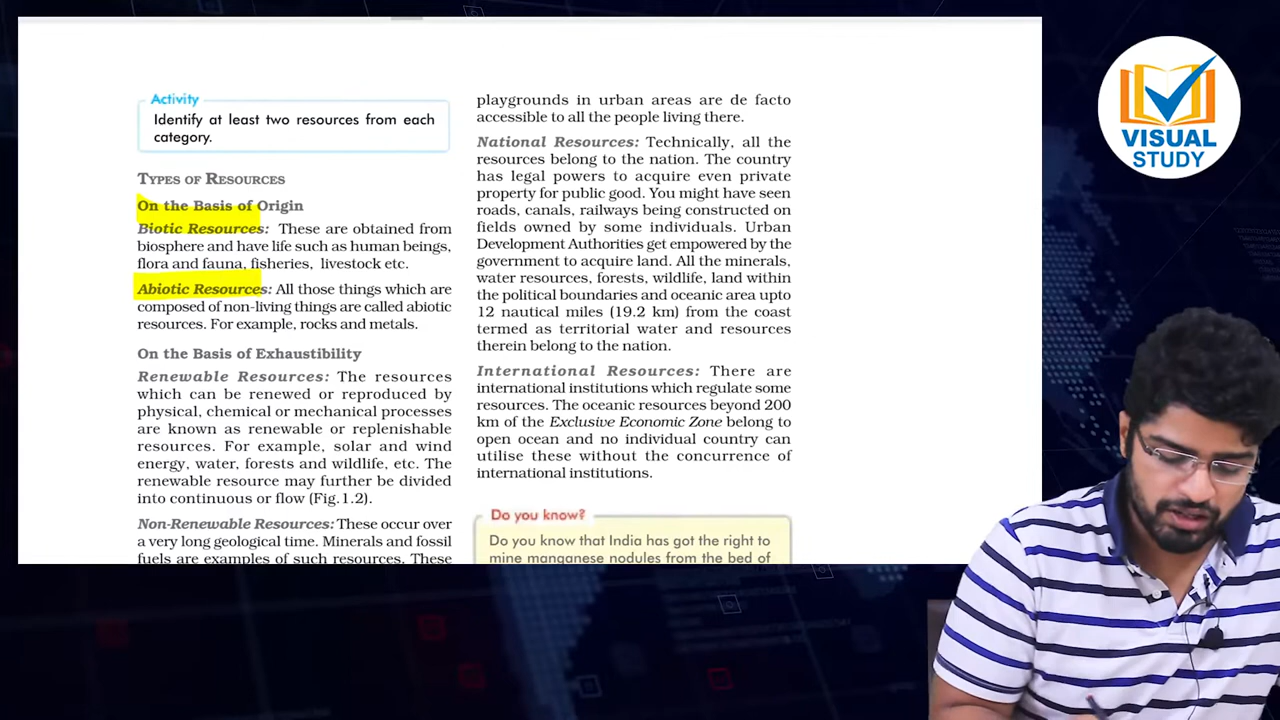 Activity
Identify at least two resources from each
category.
TYPES OF RESOURCES
On the Basis of Origin
Biotic Resources: These are obtained from
biosphere and have life such as human beings,
flora and fauna, fisheries, livestock etc.
Abiotic Resources: All those things which are
composed of non-living things are called abiotic
resources. For example, rocks and metals.
On the Basis of Exhaustibility
Renewable Resources: The resources
which can be renewed or reproduced by
physical, chemical or mechanical processes
are known as renewable or replenishable
resources. For example, solar and wind
energy, water, forests and wildlife, etc. The
renewable resource may further be divided
into continuous or flow (Fig.1.2).
Non-Renewable Resources: These occur over
a very long geological time. Minerals and fossil
fuels are examples of such resources. These
playgrounds in urban areas are de facto
accessible to all the people living there.
National Resources: Technically, all the
resources belong to the nation. The country
has legal powers to acquire even private
property for public good. You might have seen
roads, canals, railways being constructed on
fields owned by some individuals. Urban
Development Authorities get empowered by the
government to acquire land. All the minerals,
water resources, forests, wildlife, land within
the political boundaries and oceanic area upto
12 nautical miles (19.2 km) from the coast
termed as territorial water and resources
therein belong to the nation.
International Resources: There are
international institutions which regulate some
resources. The oceanic resources beyond 200
km of the Exclusive Economic Zone belong to
open ocean and no individual country can
utilise these without the concurrence of
international institutions.
Do you know?
Do you know that India has got the right to
mine manganese nodules from the bed of
VISUAL
STUDY